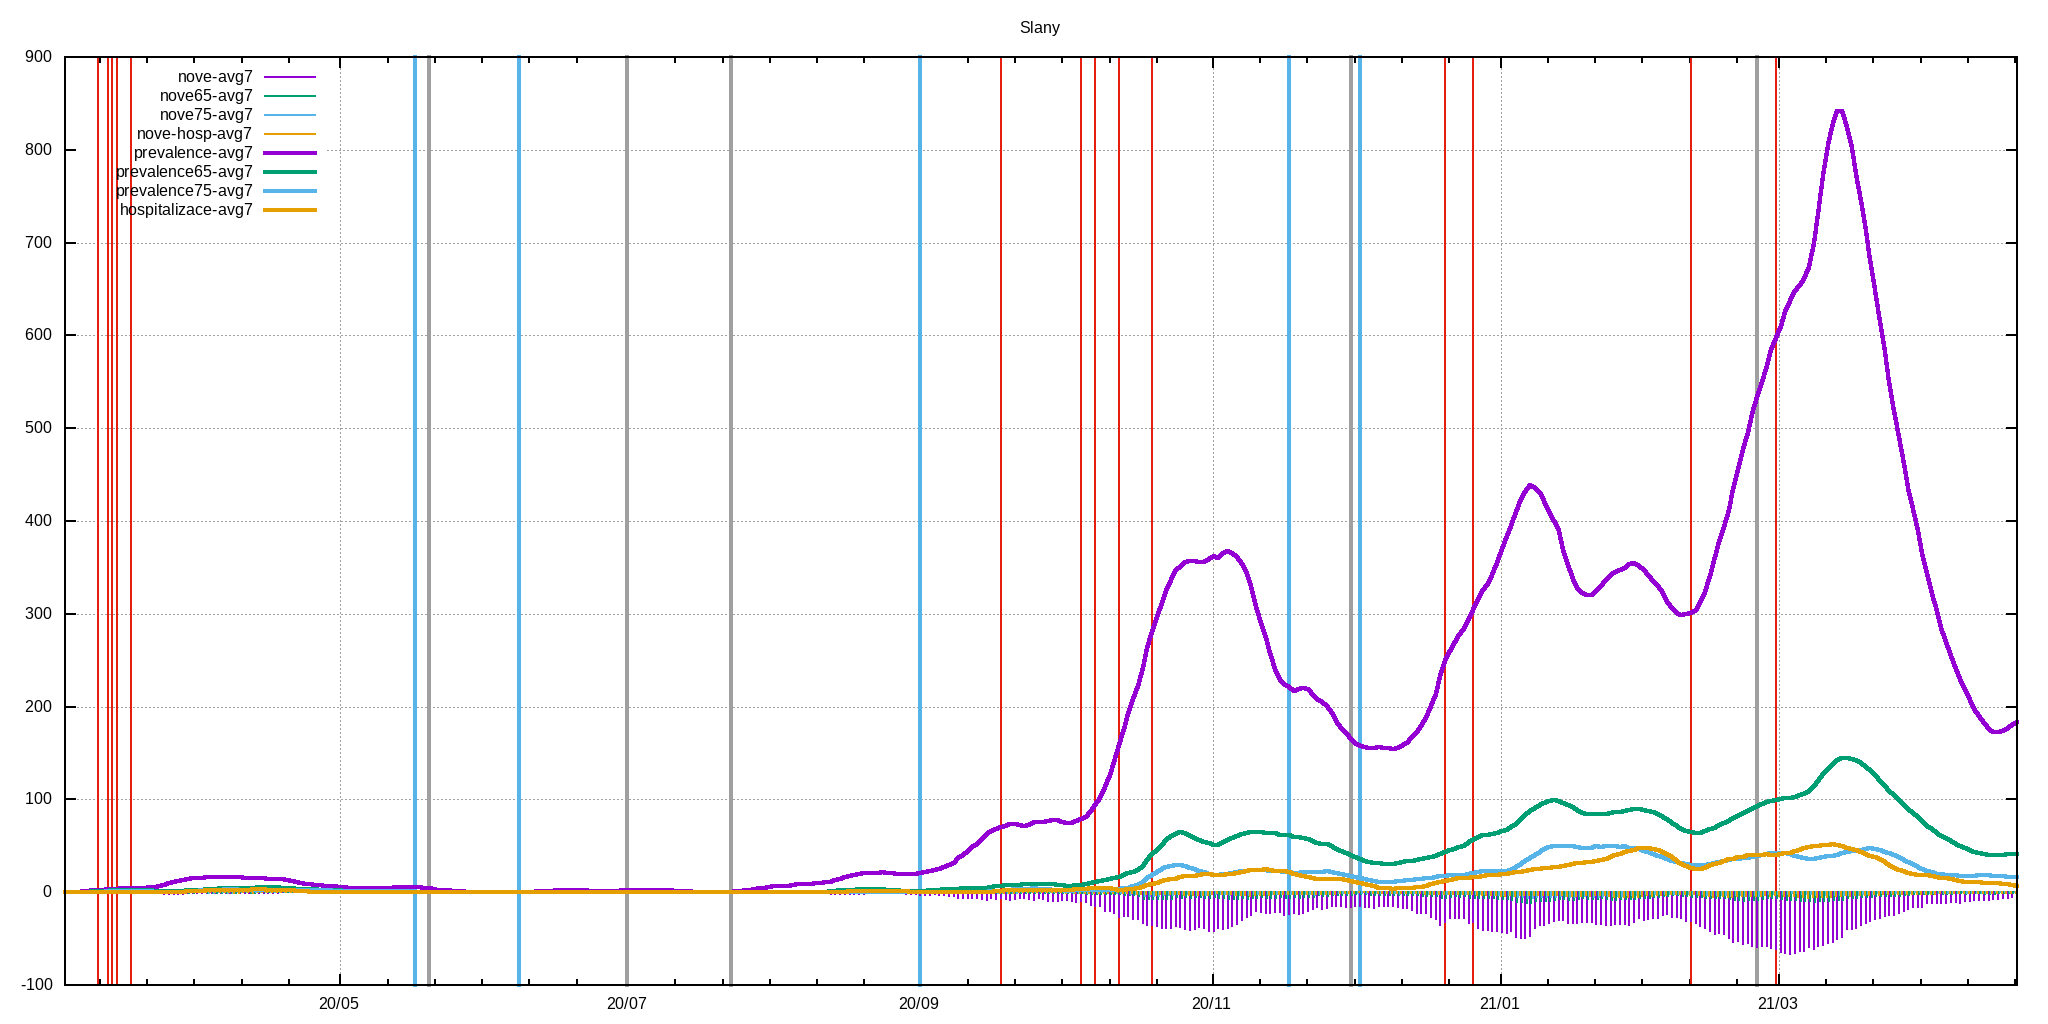 Slany
900
800
700
600
500
400
300
200
100
0
-100
nove-avg7
nove65-avg7
nove75-avg7
nove-hosp-avg7
prevalence-avg7
prevalence65-avg7
prevalence75-avg7
hospitalizace-avg7
20/05
20/07
20/09
20/11
21/01
21/03